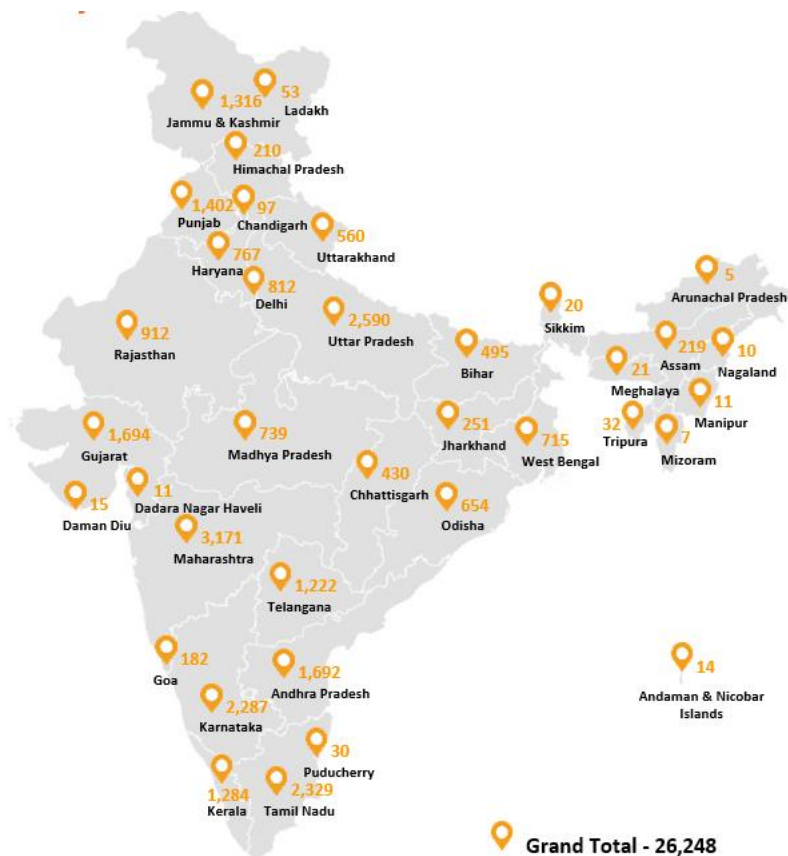 53
1,316
Ladakh
Jammu & Kashmir
210
Himachal Pradesh
1,402
97
Punjab
Chandigarh
560
Uttarakhand
767
Haryana
812
Delhi
5
Arunachal Pradesh
2,590
Uttar Pradesh
20
Sikkim
912
Rajasthan
495
Bihar
219
Assam
10
Nagaland
21
Meghalaya
11
Manipur
1,694
Gujarat
739
Madhya Pradesh
251
Jharkhand
715
West Bengal
32
Tripura
7
Mizoram
430
Chhattisgarh
11
Dadara Nagar Haveli
15
Daman Diu
654
Odisha
3,171
Maharashtra
1,222
Telangana
182
Goa
1,692
Andhra Pradesh
14
Andaman & Nicobar
Islands
2,287
Karnataka
30
Puducherry
1,284
Kerala
2,329
Tamil Nadu
Grand Total - 26,248